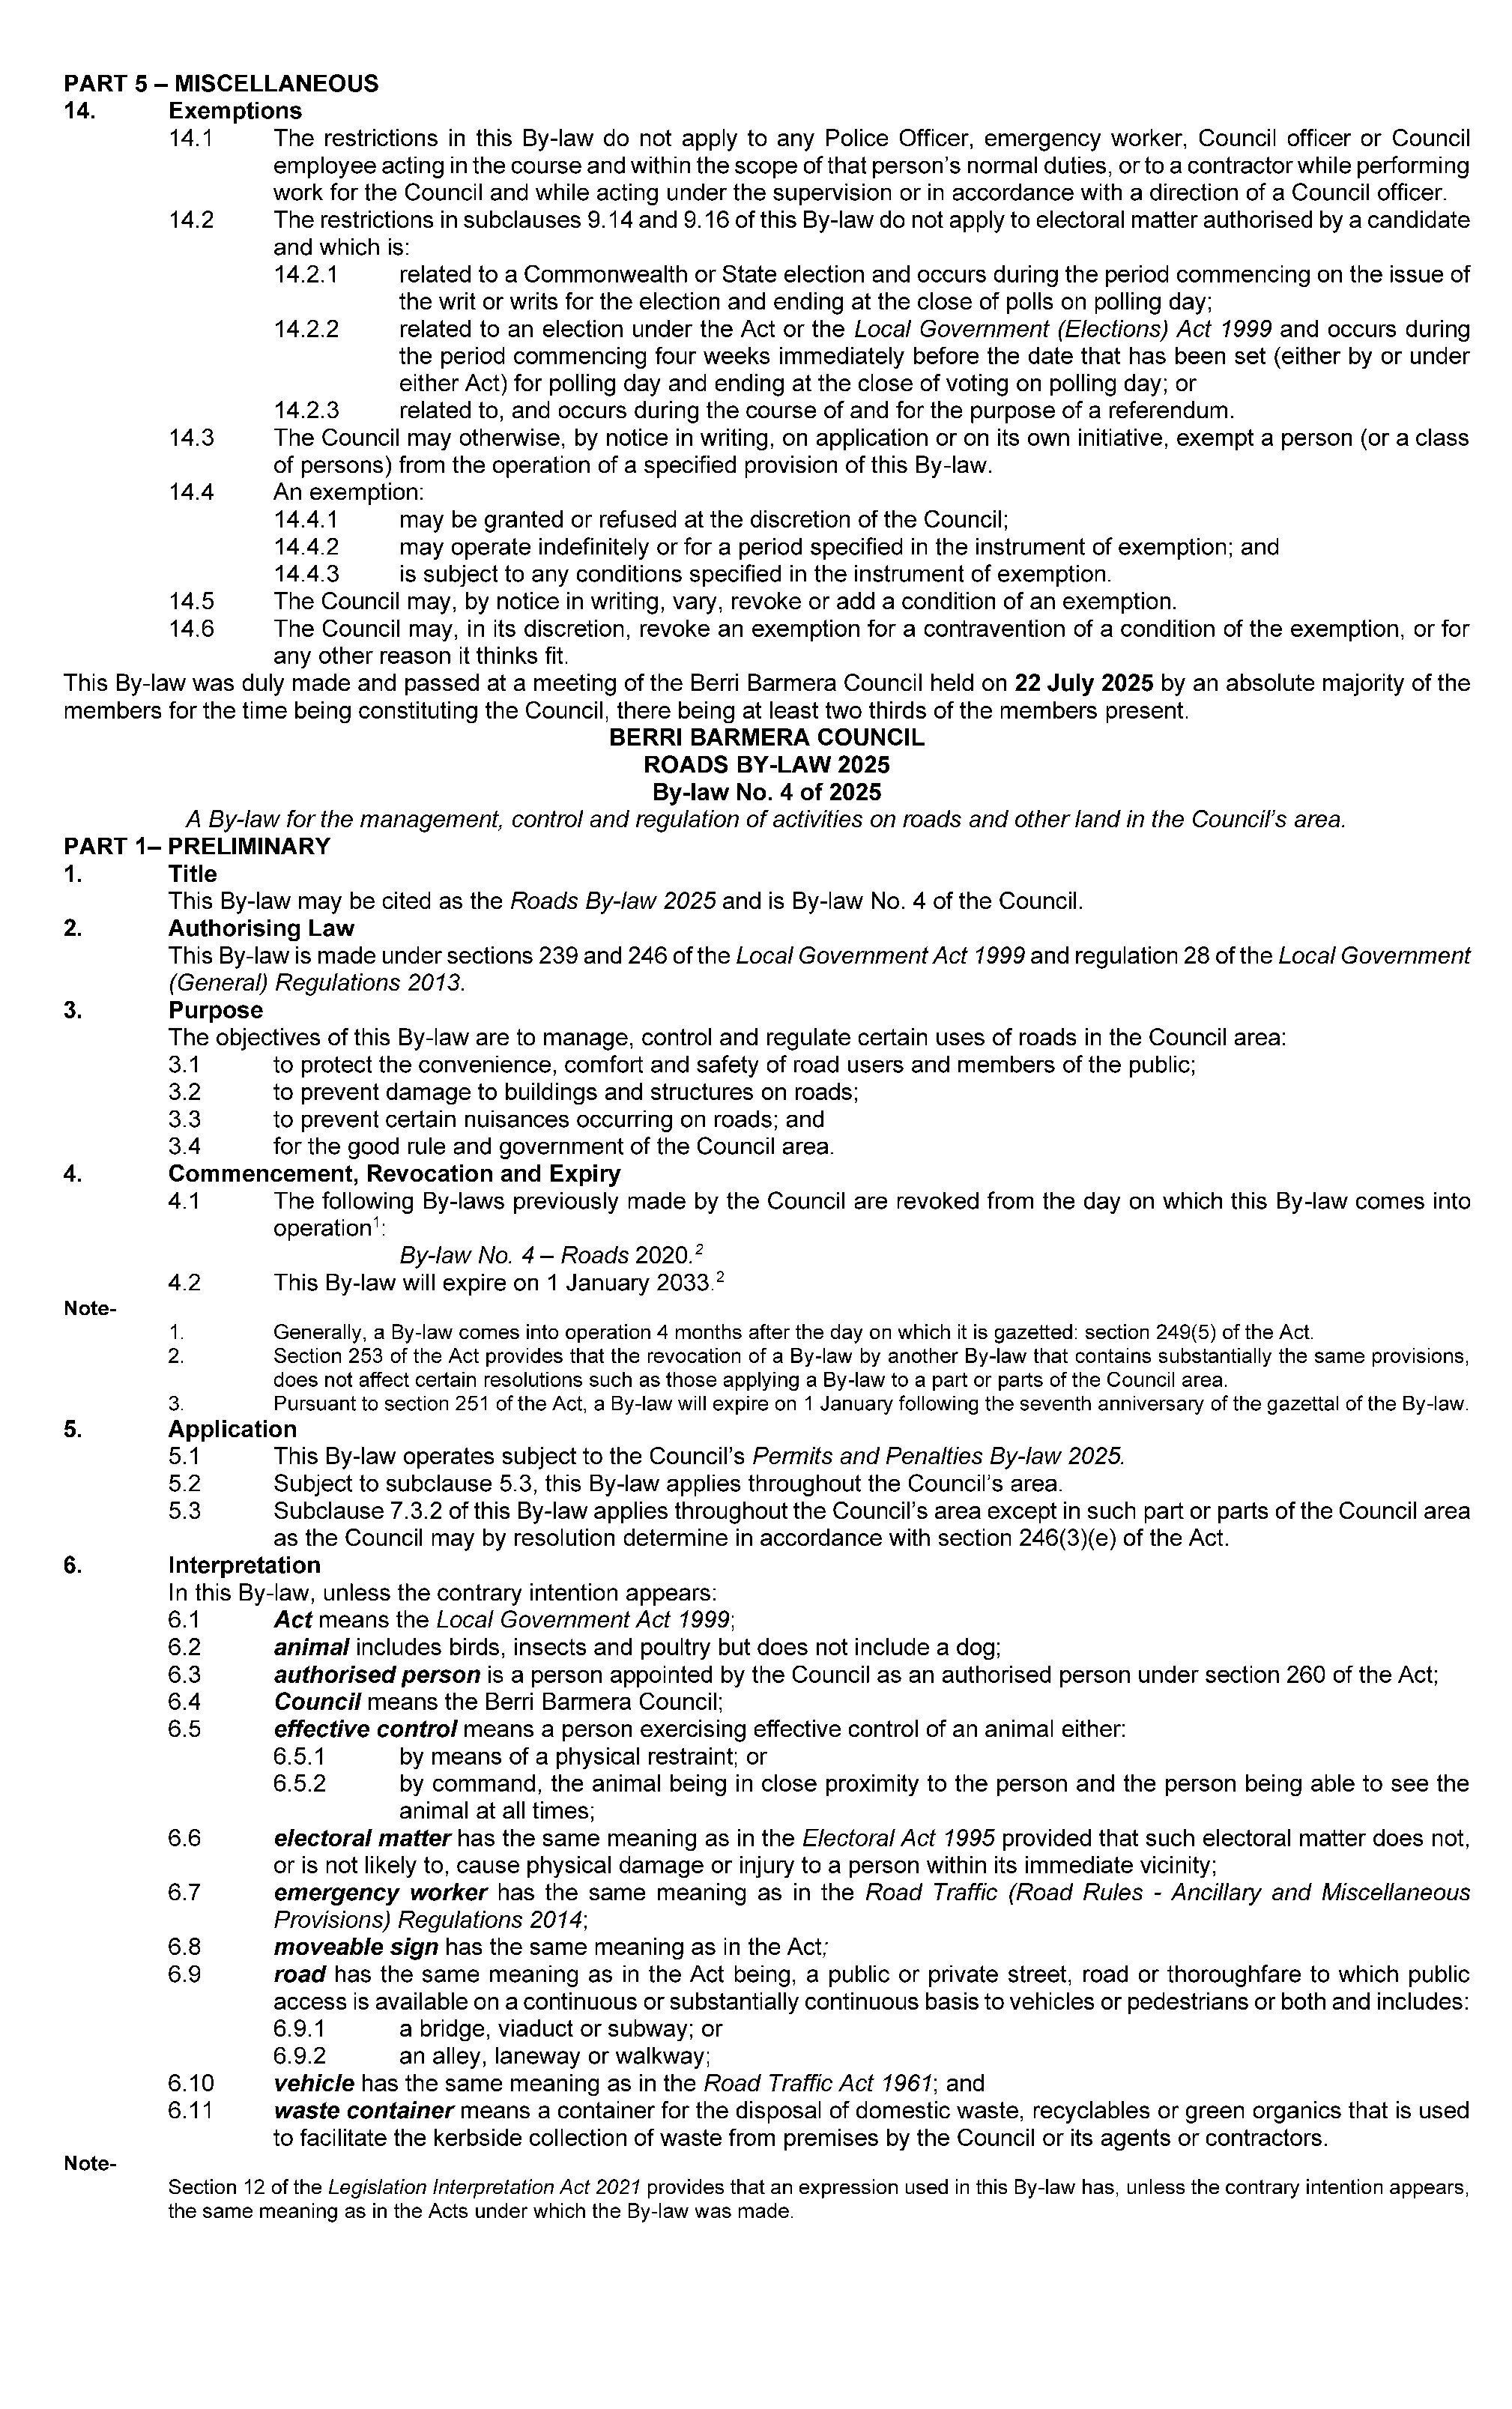 PART 5 – MISCELLANEOUS
14. Exemptions
14.1 The restrictions in this By-law do not apply to any Police Officer, emergency worker, Council officer or Council
employee acting in the course and within the scope of that person's normal duties, or to a contractor while performing
work for the Council and while acting under the supervision or in accordance with a direction of a Council officer.
14.2 The restrictions in subclauses 9.14 and 9.16 of this By-law do not apply to electoral matter authorised by a candidate
and which is:
14.2.1 related to a Commonwealth or State election and occurs during the period commencing on the issue of
the writ or writs for the election and ending at the close of polls on polling day;
14.2.2 related to an election under the Act or the Local Government (Elections) Act 1999 and occurs during
the period commencing four weeks immediately before the date that has been set (either by or under
either Act) for polling day and ending at the close of voting on polling day; or
14.2.3 related to, and occurs during the course of and for the purpose of a referendum.
14.3 The Council may otherwise, by notice in writing, on application or on its own initiative, exempt a person (or a class
of persons) from the operation of a specified provision of this By-law.
14.4 An exemption:
14.4.1 may be granted or refused at the discretion of the Council;
14.4.2 may operate indefinitely or for a period specified in the instrument of exemption; and
14.4.3 is subject to any conditions specified in the instrument of exemption.
14.5 The Council may, by notice in writing, vary, revoke or add a condition of an exemption.
14.6 The Council may, in its discretion, revoke an exemption for a contravention of a condition of the exemption, or for
any other reason it thinks fit.
This By-law was duly made and passed at a meeting of the Berri Barmera Council held on 22 July 2025 by an absolute majority of the
members for the time being constituting the Council, there being at least two thirds of the members present.
BERRI BARMERA COUNCIL
ROADS BY-LAW 2025
By-law No. 4 of 2025
A By-law for the management, control and regulation of activities on roads and other land in the Council's area.
PART 1– PRELIMINARY
1. Title
This By-law may be cited as the Roads By-law 2025 and is By-law No. 4 of the Council.
2. Authorising Law
This By-law is made under sections 239 and 246 of the Local Government Act 1999 and regulation 28 of the Local Government
(General) Regulations 2013.
3. Purpose
The objectives of this By-law are to manage, control and regulate certain uses of roads in the Council area:
3.1 to protect the convenience, comfort and safety of road users and members of the public;
3.2 to prevent damage to buildings and structures on roads;
3.3 to prevent certain nuisances occurring on roads; and
3.4 for the good rule and government of the Council area.
4. Commencement, Revocation and Expiry
4.1 The following By-laws previously made by the Council are revoked from the day on which this By-law comes into
operation¹:
By-law No. 4 – Roads 2020.²
4.2 This By-law will expire on 1 January 2033.²
Note-
1. Generally, a By-law comes into operation 4 months after the day on which it is gazetted: section 249(5) of the Act.
2. Section 253 of the Act provides that the revocation of a By-law by another By-law that contains substantially the same provisions,
does not affect certain resolutions such as those applying a By-law to a part or parts of the Council area.
3. Pursuant to section 251 of the Act, a By-law will expire on 1 January following the seventh anniversary of the gazettal of the By-law.
5. Application
5.1 This By-law operates subject to the Council's Permits and Penalties By-law 2025.
5.2 Subject to subclause 5.3, this By-law applies throughout the Council's area.
5.3 Subclause 7.3.2 of this By-law applies throughout the Council's area except in such part or parts of the Council area
as the Council may by resolution determine in accordance with section 246(3)(e) of the Act.
6. Interpretation
In this By-law, unless the contrary intention appears:
6.1 Act means the Local Government Act 1999;
6.2 animal includes birds, insects and poultry but does not include a dog;
6.3 authorised person is a person appointed by the Council as an authorised person under section 260 of the Act;
6.4 Council means the Berri Barmera Council;
6.5 effective control means a person exercising effective control of an animal either:
6.5.1 by means of a physical restraint; or
6.5.2 by command, the animal being in close proximity to the person and the person being able to see the
animal at all times;
6.6 electoral matter has the same meaning as in the Electoral Act 1995 provided that such electoral matter does not,
or is not likely to, cause physical damage or injury to a person within its immediate vicinity;
6.7 emergency worker has the same meaning as in the Road Traffic (Road Rules - Ancillary and Miscellaneous
Provisions) Regulations 2014;
6.8 moveable sign has the same meaning as in the Act;
6.9 road has the same meaning as in the Act being, a public or private street, road or thoroughfare to which public
access is available on a continuous or substantially continuous basis to vehicles or pedestrians or both and includes:
6.9.1 a bridge, viaduct or subway; or
6.9.2 an alley, laneway or walkway;
6.10 vehicle has the same meaning as in the Road Traffic Act 1961; and
6.11 waste container means a container for the disposal of domestic waste, recyclables or green organics that is used
to facilitate the kerbside collection of waste from premises by the Council or its agents or contractors.
Note-
Section 12 of the Legislation Interpretation Act 2021 provides that an expression used in this By-law has, unless the contrary intention appears,
the same meaning as in the Acts under which the By-law was made.